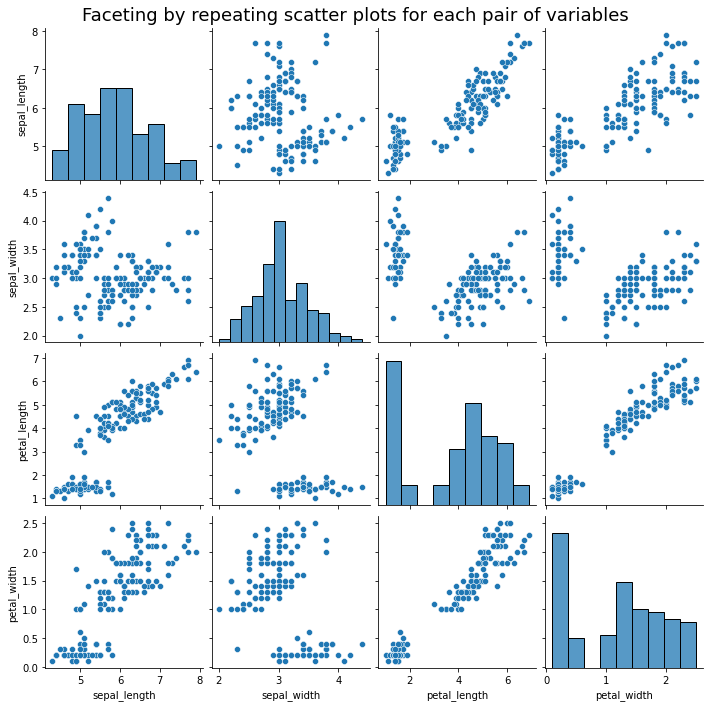 Faceting by repeating scatter plots for each pair of variables
8
7
6
5
sepal_length
4.5
4.0
3.5
3.0
2.5
2.0
sepal_width
7
6
5
4
3
2
1
petal_length
2.5
2.0
1.5
1.0
0.5
0.0
petal_width
5 6 7 8
2 3 4
2 4 6
0 1 2
sepal_length sepal_width petal_length petal_width